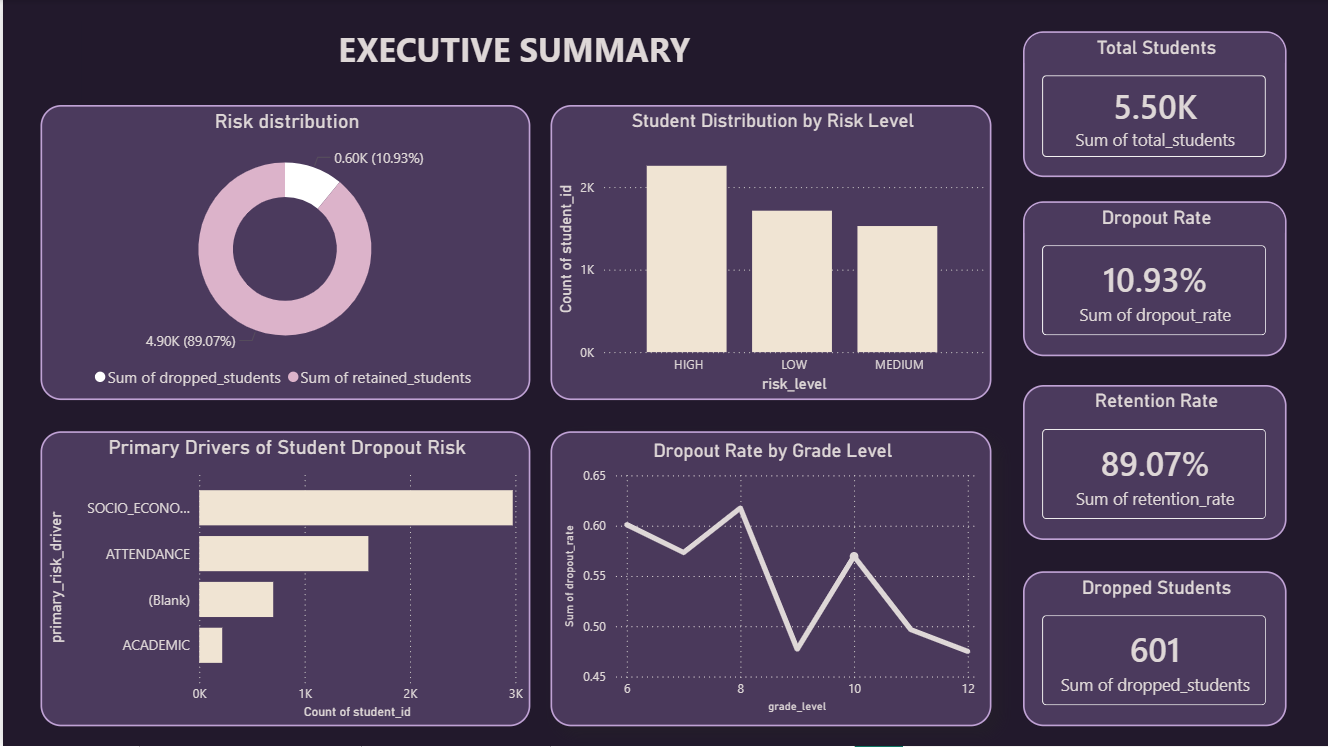 EXECUTIVE SUMMARY
Risk distribution
0.60K (10.93%)
4.90K (89.07%)
Sum of dropped_students Sum of retained_students
Student Distribution by Risk Level
Count of student_id
2K
1K
0K
HIGH LOW MEDIUM
risk_level
Primary Drivers of Student Dropout Risk
primary_risk_driver
SOCIO_ECONO...
ATTENDANCE
(Blank)
ACADEMIC
0K 1K 2K 3K
Count of student_id
Dropout Rate by Grade Level
Sum of dropout_rate
0.65
0.60
0.55
0.50
0.45
6 8 10 12
grade_level
Total Students
5.50K
Sum of total_students
Dropout Rate
10.93%
Sum of dropout_rate
Retention Rate
89.07%
Sum of retention_rate
Dropped Students
601
Sum of dropped_students